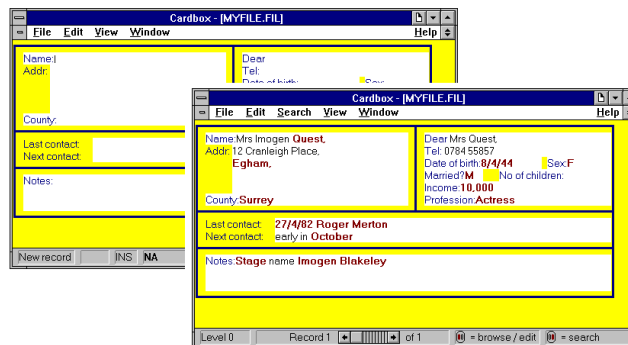 Cardbox - [MYFILE.FIL]
File Edit View Window Help
Name:
Addr:
County:
Dear
Tel:
Date of birth: Sex:
Last contact:
Next contact:
Notes:
New record INS NA
Cardbox - [MYFILE.FIL]
File Edit Search View Window Help
Name:Mrs Imogen Quest,
Addr: 12 Cranleigh Place,
Egham,
County:Surrey
Dear Mrs Quest,
Tel: 0784 55857
Date of birth:8/4/44 Sex:F
Married?M No of children:
Income:10,000
Profession:Actress
Last contact: 27/4/82 Roger Merton
Next contact: early in October
Notes:Stage name Imogen Blakeley
Level 0 Record 1 of 1 = browse / edit = search